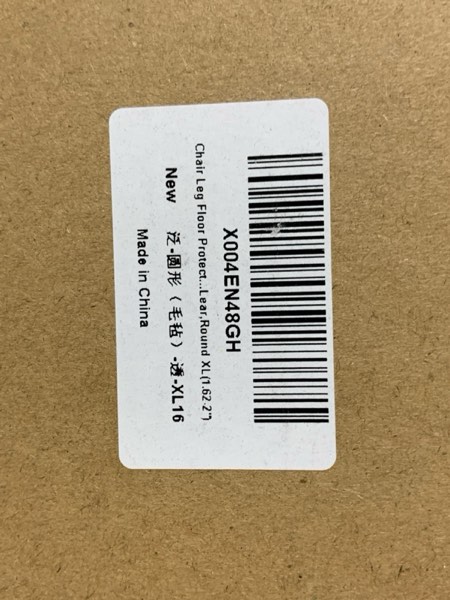 X004EN48GH
Chair Leg Floor Protect...Lear,Round XL(1.62-2")
New 泛-圆形（毛毡）-透-XL16
Made in China